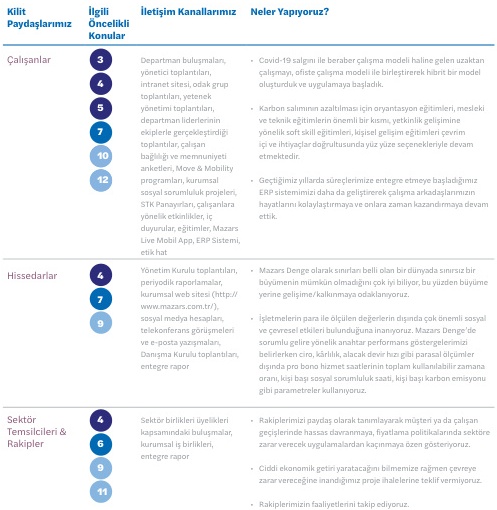 Kilit
Paydaşlarımız
İlgili
Öncelikli
Konular
İletişim Kanallarımız
Neler Yapıyoruz?
Çalışanlar
3
4
5
7
10
12
Departman buluşmaları,
yönetici toplantıları,
intranet sitesi, odak grup
toplantıları, yetenek
yönetimi toplantıları,
departman liderlerinin
ekiplerle gerçekleştirdiği
toplantılar, çalışan
bağlılığı ve memnuniyeti
anketleri, Move & Mobility
programları, kurumsal
sosyal sorumluluk projeleri,
STK Panayırları, çalışanlara
yönelik etkinlikler, iç
duyurular, eğitimler, Mazars
Live Mobil App, ERP Sistemi,
etik hat
• Covid-19 salgını ile beraber çalışma modeli haline gelen uzaktan
çalışmayı, ofiste çalışma modeli ile birleştirerek hibrit bir model
oluşturduk ve uygulamaya başladık.
• Karbon salımının azaltılması için oryantasyon eğitimleri, mesleki
ve teknik eğitimlerin önemli bir kısmı, yetkinlik gelişimine
yönelik soft skill eğitimleri, kişisel gelişim eğitimleri çevrim
içi ve ihtiyaçlar doğrultusunda yüz yüze seçenekleriyle devam
etmektedir.
• Geçtiğimiz yıllarda süreçlerimize entegre etmeye başladığımız
ERP sistemimizi daha da geliştirerek çalışma arkadaşlarımızın
hayatlarını kolaylaştırmaya ve onlara zaman kazandırmaya devam
ettik.
Hissedarlar
4
7
9
Yönetim Kurulu toplantıları,
periyodik raporlamalar,
kurumsal web sitesi (http://
www.mazars.com.tr/),
sosyal medya hesapları,
telekonferans görüşmeleri
ve e-posta yazışmaları,
Danışma Kurulu toplantıları,
entegre rapor
• Mazars Denge olarak sınırları belli olan bir dünyada sınırsız bir
büyümenin mümkün olmadığını çok iyi biliyor, bu yüzden büyüme
yerine gelişime/kalkınmaya odaklanıyoruz.
• İşletmelerin para ile ölçülen değerlerin dışında çok önemli sosyal
ve çevresel etkileri bulunduğuna inanıyoruz. Mazars Denge'de
sorumlu gelire yönelik anahtar performans göstergelerimizi
belirlerken ciro, kârlılık, alacak devir hızı gibi parasal ölçümler
dışında pro bono hizmet saatlerinin toplam kullanılabilir zamana
oranı, kişi başı sosyal sorumluluk saati, kişi başı karbon emisyonu
gibi parametreler kullanıyoruz.
Sektör
Temsilcileri &
Rakipler
4
6
9
11
Sektör birlikleri üyelikleri
kapsamındaki buluşmalar,
kurumsal iş birlikleri,
entegre rapor
• Rakiplerimizi paydaş olarak tanımlayarak müşteri ya da çalışan
geçişlerinde hassas davranmaya, fiyatlama politikalarında sektöre
zarar verecek uygulamalardan kaçınmaya özen gösteriyoruz.
• Ciddi ekonomik getiri yaratacağını bilmemize rağmen çevreye
zarar vereceğine inandığımız proje ihalelerine teklif vermiyoruz.
• Rakiplerimizin faaliyetlerini takip ediyoruz.